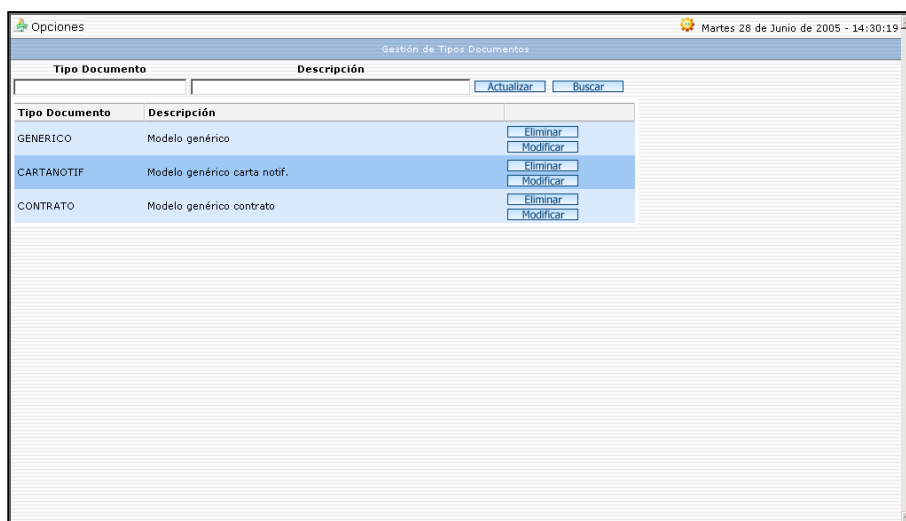 Opciones
Martes 28 de Junio de 2005 - 14:30:19
Gestión de Tipos Documentos
Tipo Documento Descripción
Actualizar Buscar
Tipo Documento Descripción
GENERICO Modelo genérico Eliminar
Modificar
CARTANOTIF Modelo genérico carta notif. Eliminar
Modificar
CONTRATO Modelo genérico contrato Eliminar
Modificar